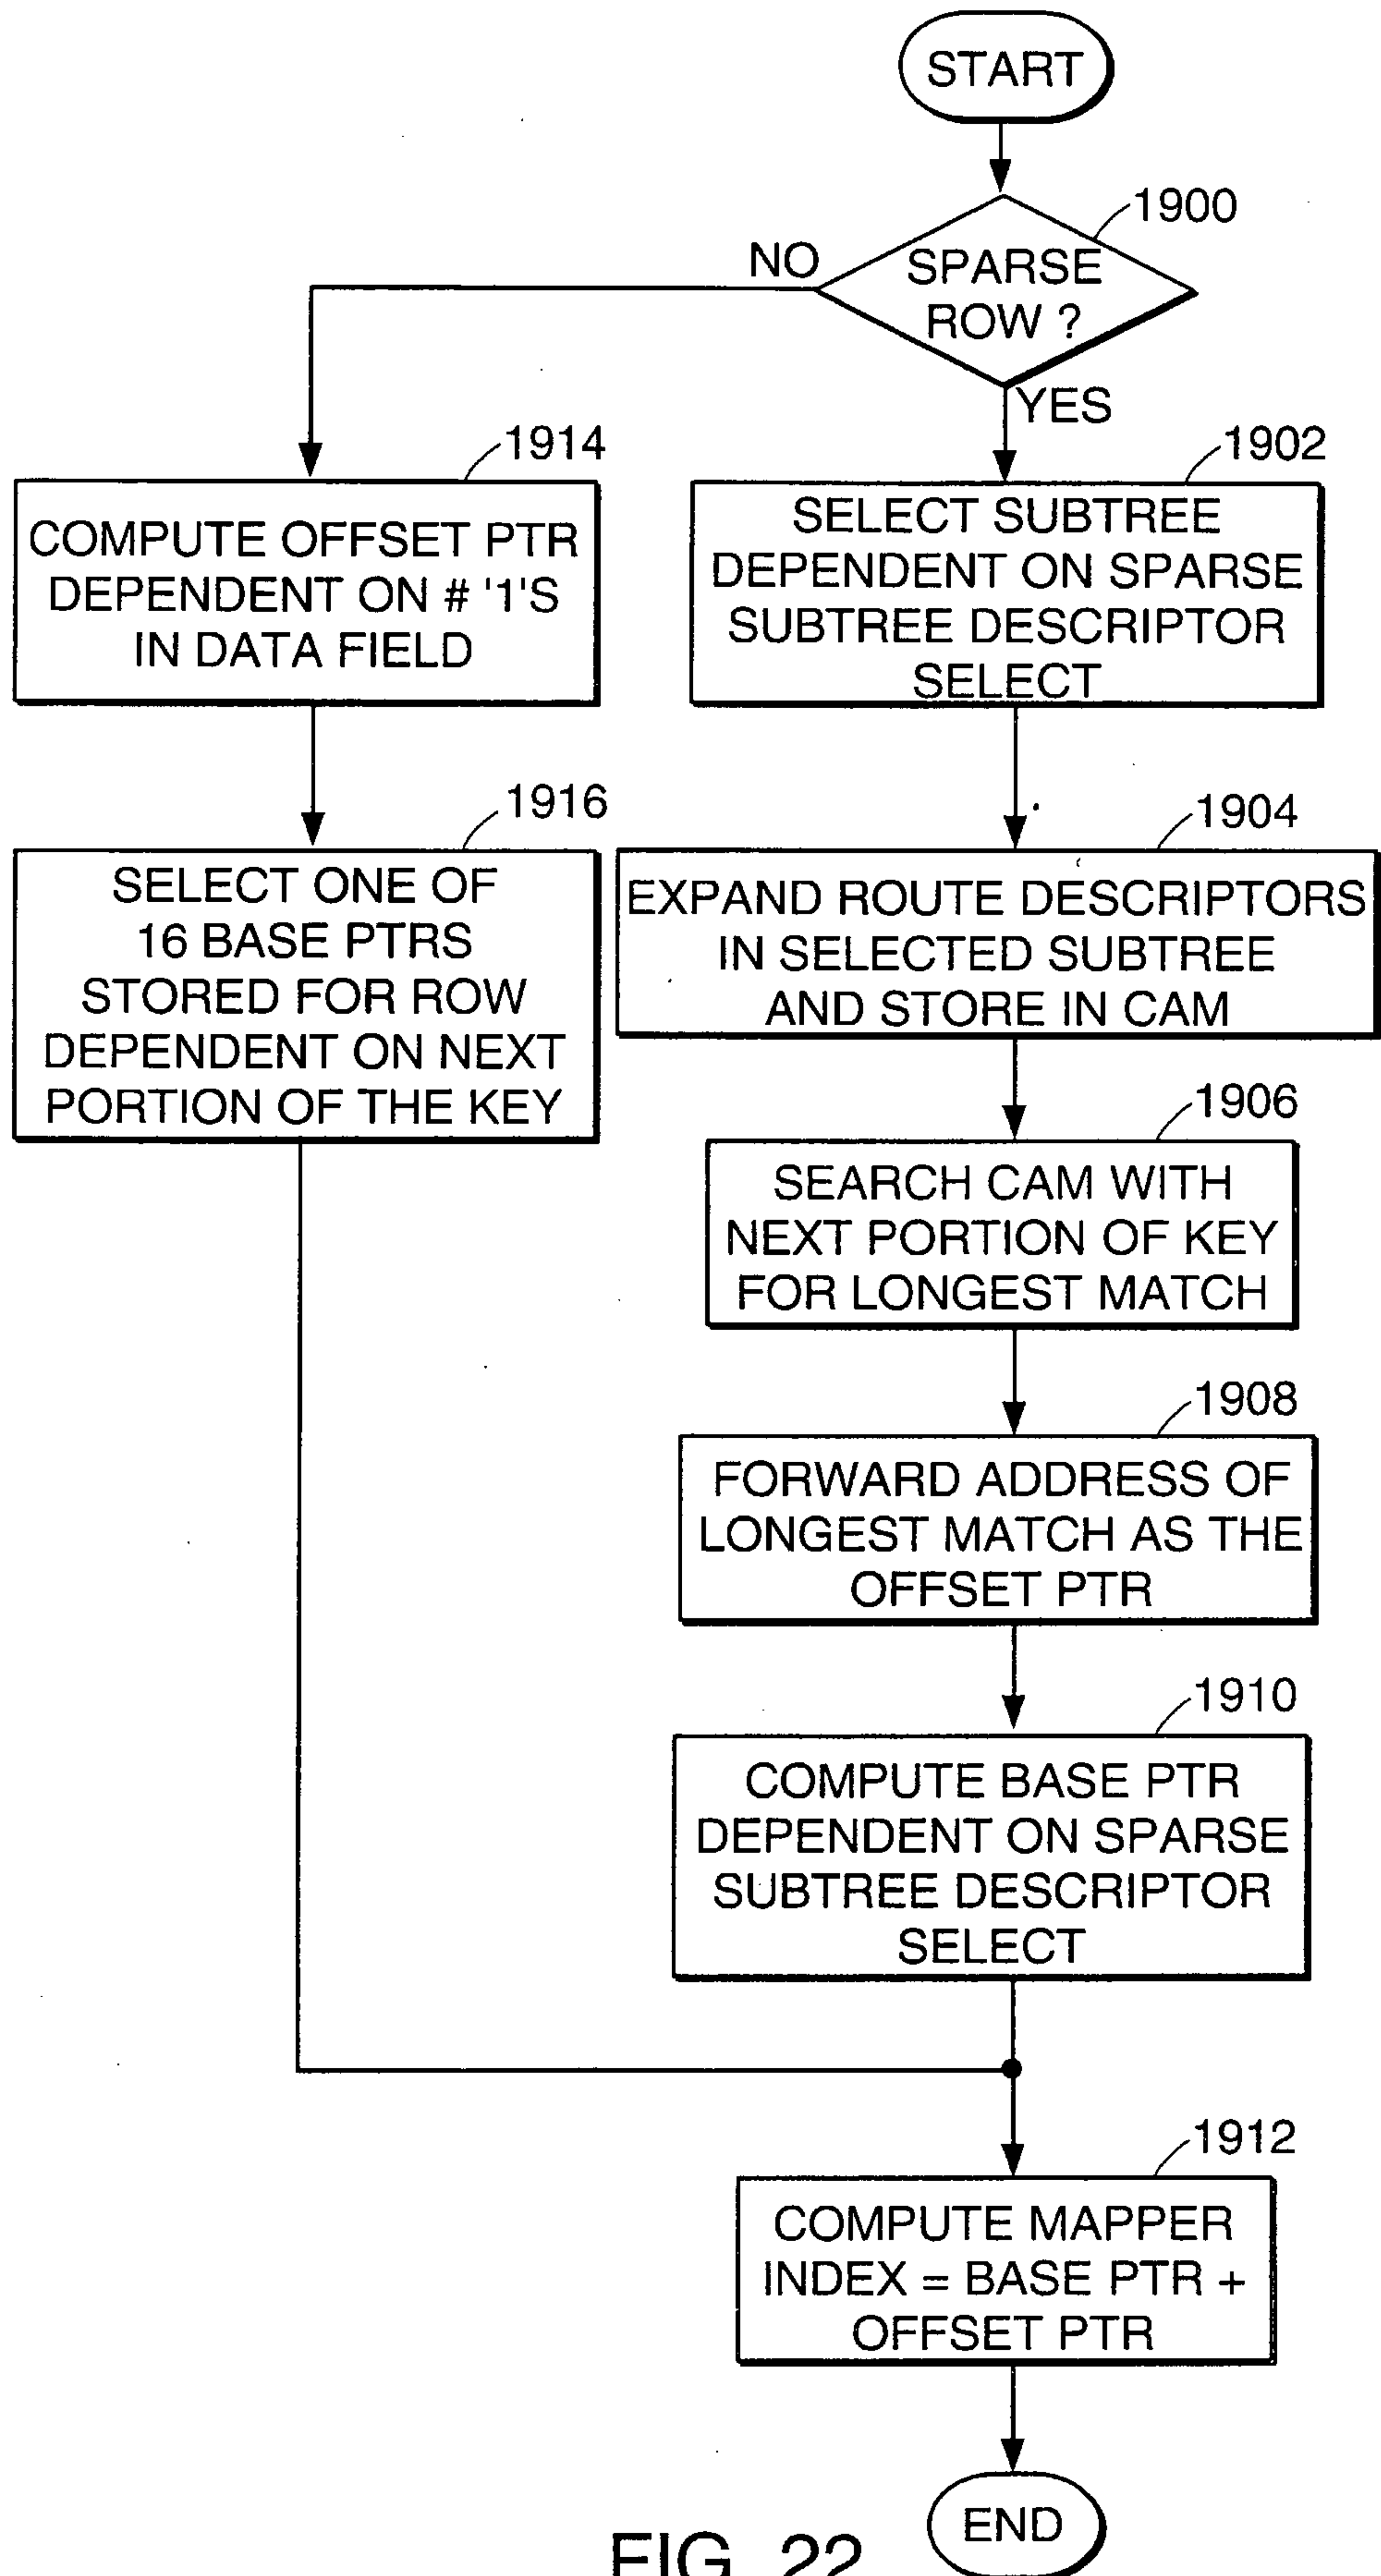 START
1900
SPARSE
ROW ?
NO
YES
1914
COMPUTE OFFSET PTR
DEPENDENT ON # '1'S
IN DATA FIELD
1902
SELECT SUBTREE
DEPENDENT ON SPARSE
SUBTREE DESCRIPTOR
SELECT
1916
SELECT ONE OF
16 BASE PTRS
STORED FOR ROW
DEPENDENT ON NEXT
PORTION OF THE KEY
1904
EXPAND ROUTE DESCRIPTORS
IN SELECTED SUBTREE
AND STORE IN CAM
1906
SEARCH CAM WITH
NEXT PORTION OF KEY
FOR LONGEST MATCH
1908
FORWARD ADDRESS OF
LONGEST MATCH AS THE
OFFSET PTR
1910
COMPUTE BASE PTR
DEPENDENT ON SPARSE
SUBTREE DESCRIPTOR
SELECT
1912
COMPUTE MAPPER
INDEX = BASE PTR +
OFFSET PTR
END
FIG. 22